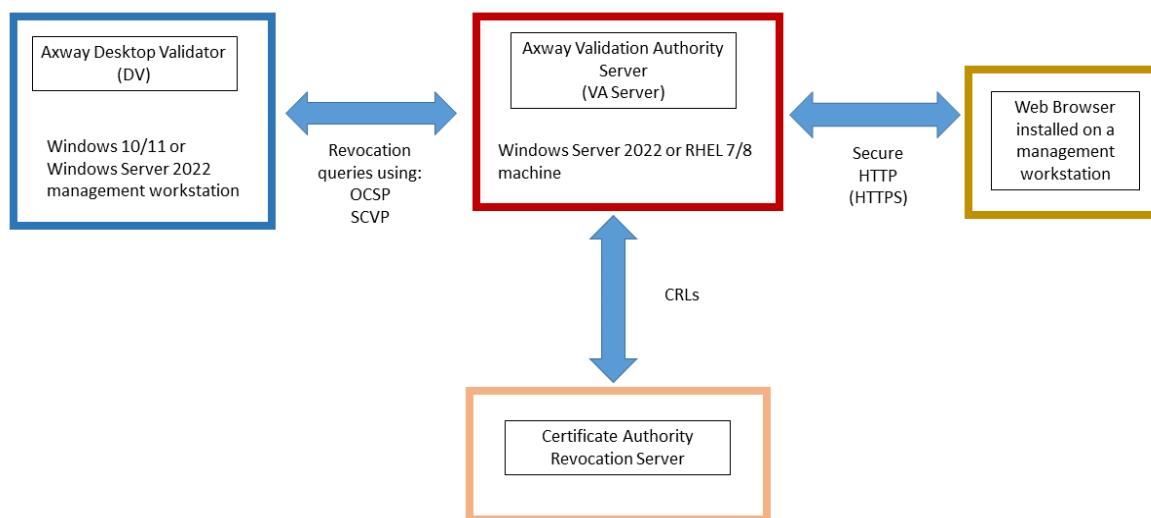 Axway Desktop Validator
(DV)
Windows 10/11 or
Windows Server 2022
management workstation
Revocation
queries using:
OCSP
SCVP
Axway Validation Authority
Server
(VA Server)
Windows Server 2022 or RHEL 7/8
machine
Secure
HTTP
(HTTPS)
Web Browser
installed on a
management
workstation
CRLs
Certificate Authority
Revocation Server